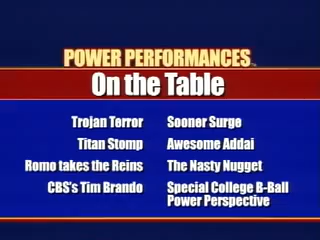 POWER PERFORMANCES
On the Table
Trojan Terror
Titan Stomp
Romo takes the Reins
CBS's Tim Brando
Sooner Surge
Awesome Addai
The Nasty Nugget
Special College B-Ball
Power Perspective